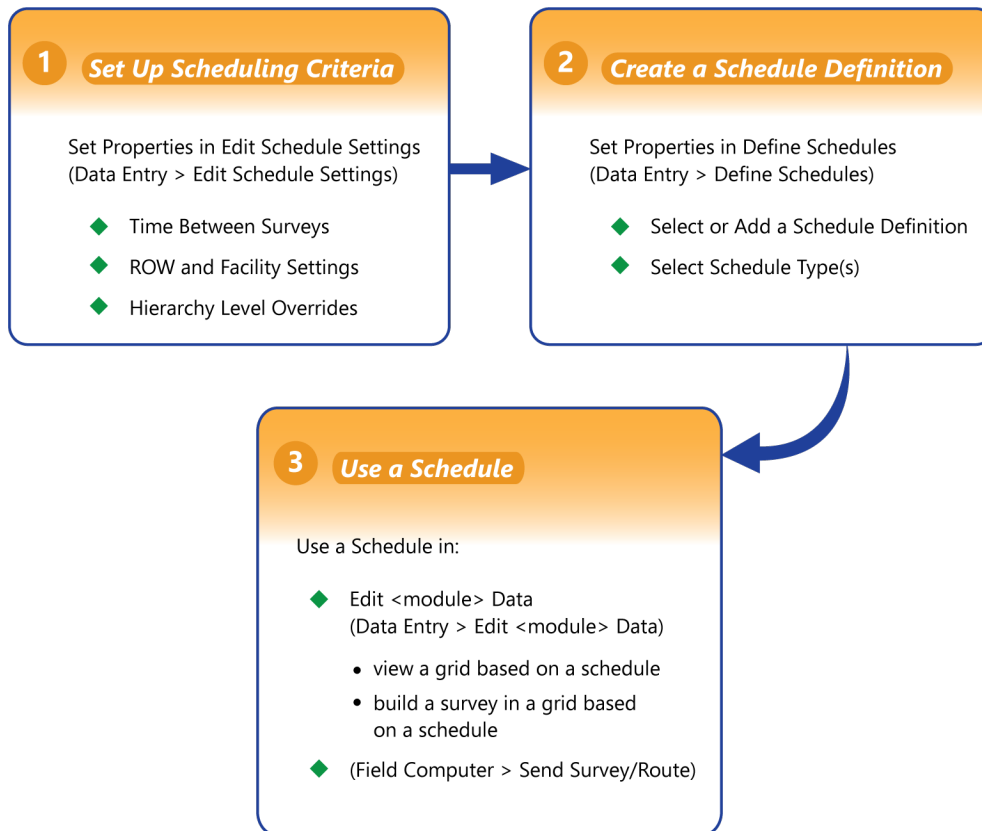 1 Set Up Scheduling Criteria
Set Properties in Edit Schedule Settings
(Data Entry > Edit Schedule Settings)
Time Between Surveys
ROW and Facility Settings
Hierarchy Level Overrides
2 Create a Schedule Definition
Set Properties in Define Schedules
(Data Entry > Define Schedules)
Select or Add a Schedule Definition
Select Schedule Type(s)
3 Use a Schedule
Use a Schedule in:
Edit <module> Data
(Data Entry > Edit <module> Data)
• view a grid based on a schedule
• build a survey in a grid based
on a schedule
(Field Computer > Send Survey/Route)